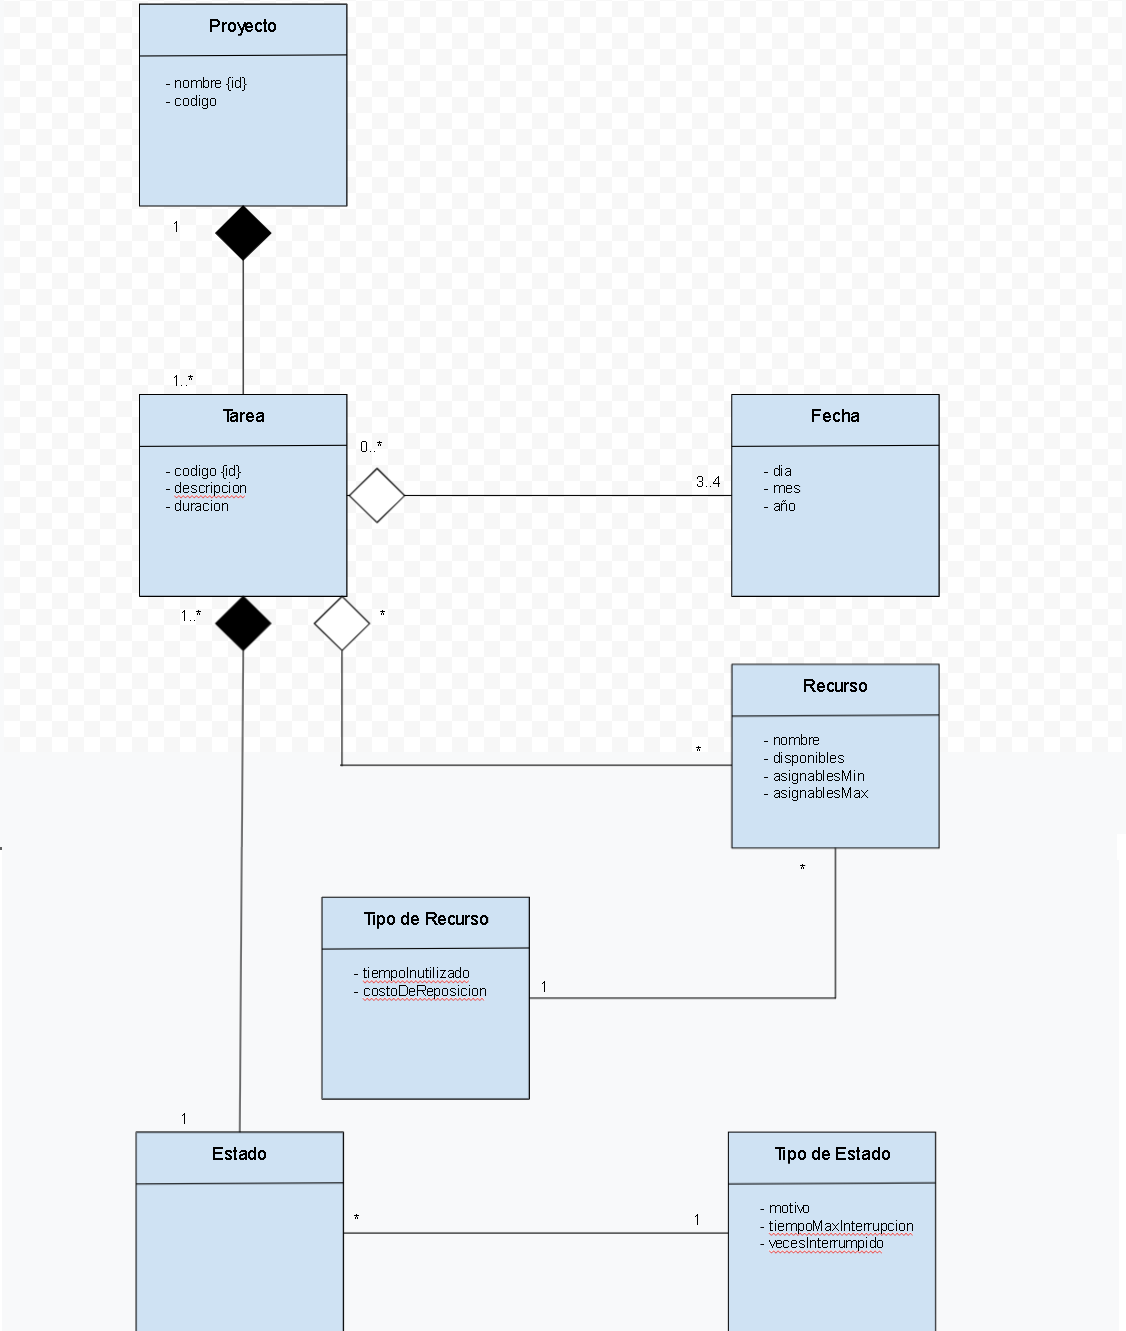 Proyecto
- nombre {id}
- codigo
1
1..*
Tarea
- codigo {id}
- descripcion
- duracion
0..*
3..4
Fecha
- dia
- mes
- año
1..*
*
*
Recurso
- nombre
- disponibles
- asignablesMin
- asignablesMax
*
Tipo de Recurso
- tiempoInutilizado
- costoDeReposicion
1
1
Estado
*
1
Tipo de Estado
- motivo
- tiempoMaxInterrupcion
- vecesInterrumpido